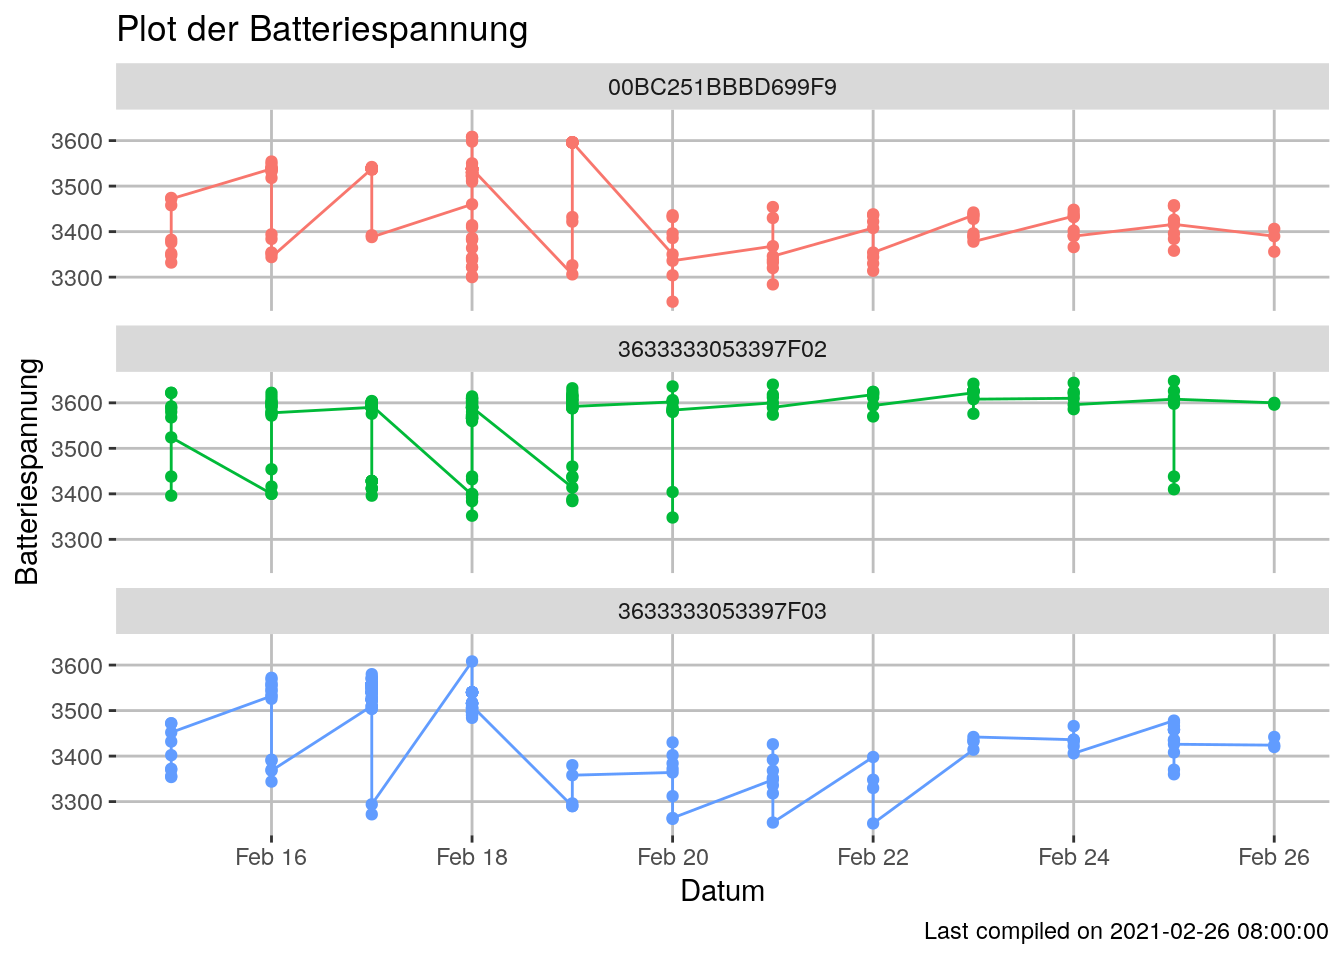 Plot der Batteriespannung
00BC251BBBD699F9
3600
3500
3400
3300
3633333053397F02
3600
3500
3400
3300
Batteriespannung
3633333053397F03
3600
3500
3400
3300
Feb 16 Feb 18 Feb 20 Feb 22 Feb 24 Feb 26
Datum
Last compiled on 2021-02-26 08:00:00